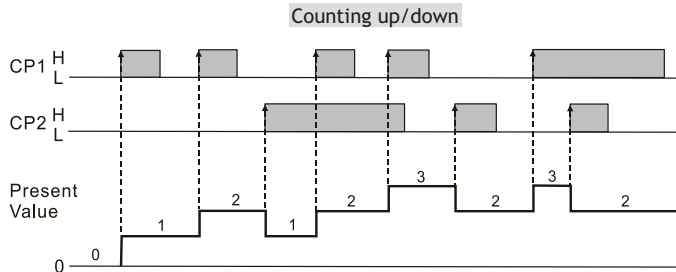 Counting up/down
CP1 H
L
CP2 H
L
Present
Value
0
0
1
2
1
2
3
2
3
2